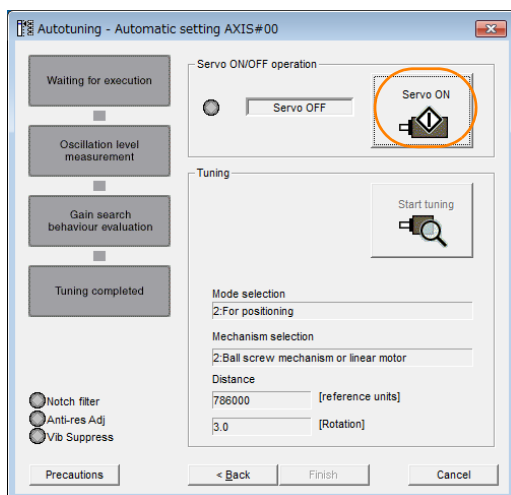 Autotuning - Automatic setting AXIS#00
Waiting for execution
Oscillation level
measurement
Gain search
behaviour evaluation
Tuning completed
Notch filter
Anti-res Adj
Vib Suppress
Servo ON/OFF operation
Servo OFF
Servo ON
Tuning
Start tuning
Mode selection
2:For positioning
Mechanism selection
2:Ball screw mechanism or linear motor
Distance
786000 [reference units]
3.0 [Rotation]
Precautions
< Back
Finish
Cancel